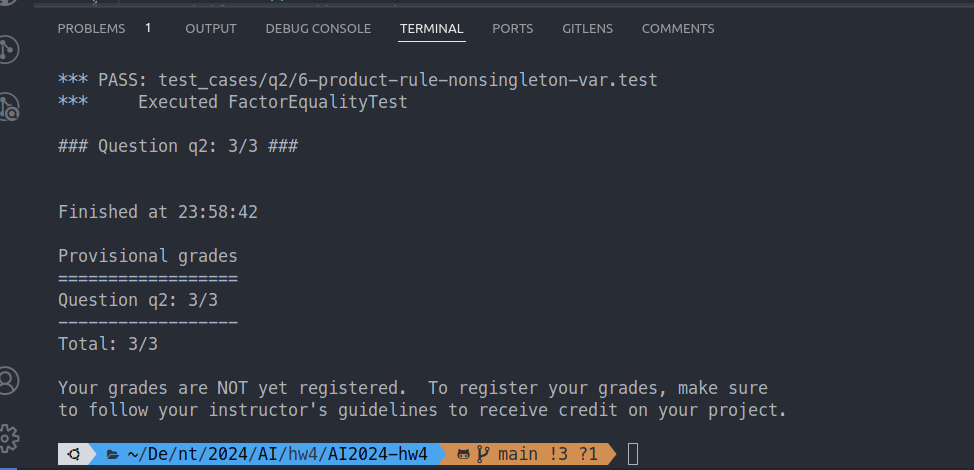 PROBLEMS 1 OUTPUT DEBUG CONSOLE TERMINAL PORTS GITLENS COMMENTS
*** PASS: test_cases/q2/6-product-rule-nonsingleton-var.test
***     Executed FactorEqualityTest
### Question q2: 3/3 ###
Finished at 23:58:42
Provisional grades
==================
Question q2: 3/3
------------------
Total: 3/3
Your grades are NOT yet registered.  To register your grades, make sure
to follow your instructor's guidelines to receive credit on your project.
~/De/nt/2024/AI/hw4/AI2024-hw4 main !3 ?1